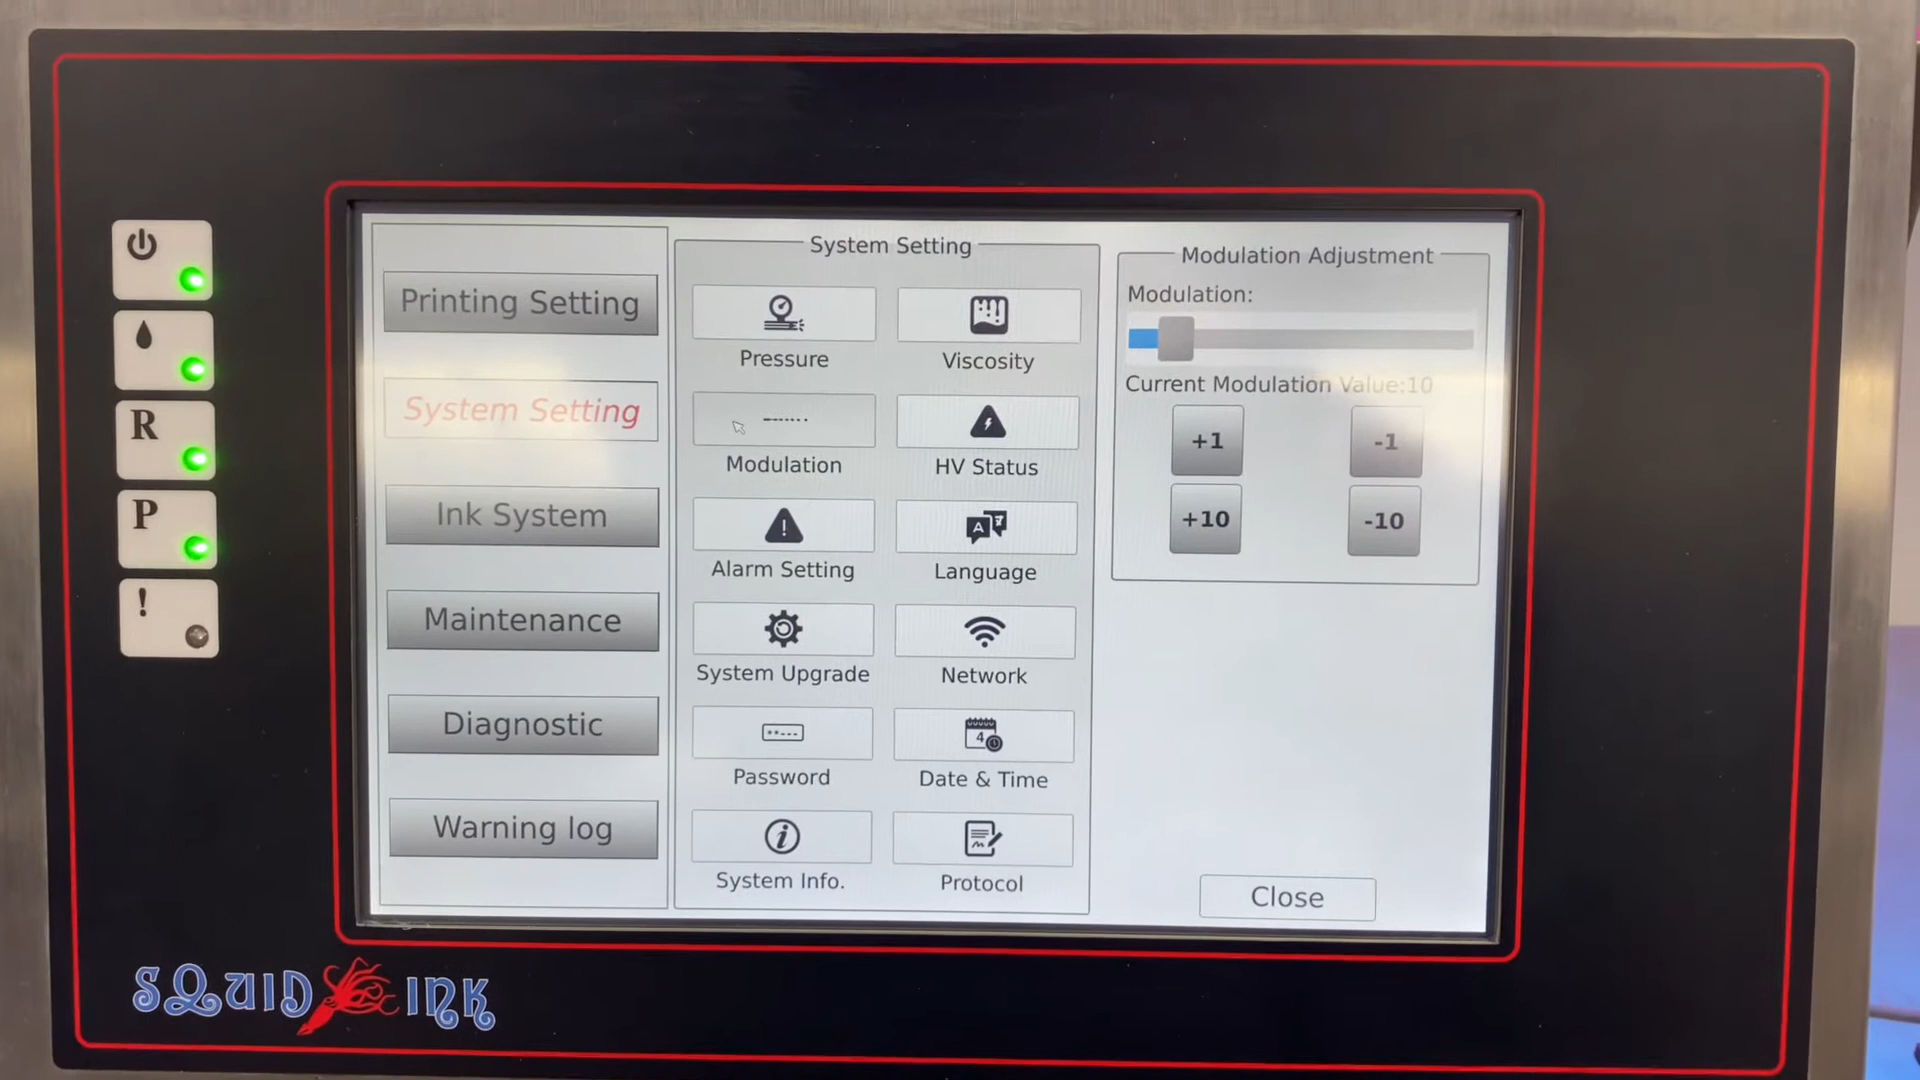 R
P
!
Printing Setting
System Setting
Ink System
Maintenance
Diagnostic
Warning log
System Setting
Pressure
Viscosity
Modulation
HV Status
Alarm Setting
Language
System Upgrade
Network
Password
Date & Time
System Info.
Protocol
Modulation Adjustment
Modulation:
Current Modulation Value:10
+1
-1
+10
-10
Close
SQUID INK